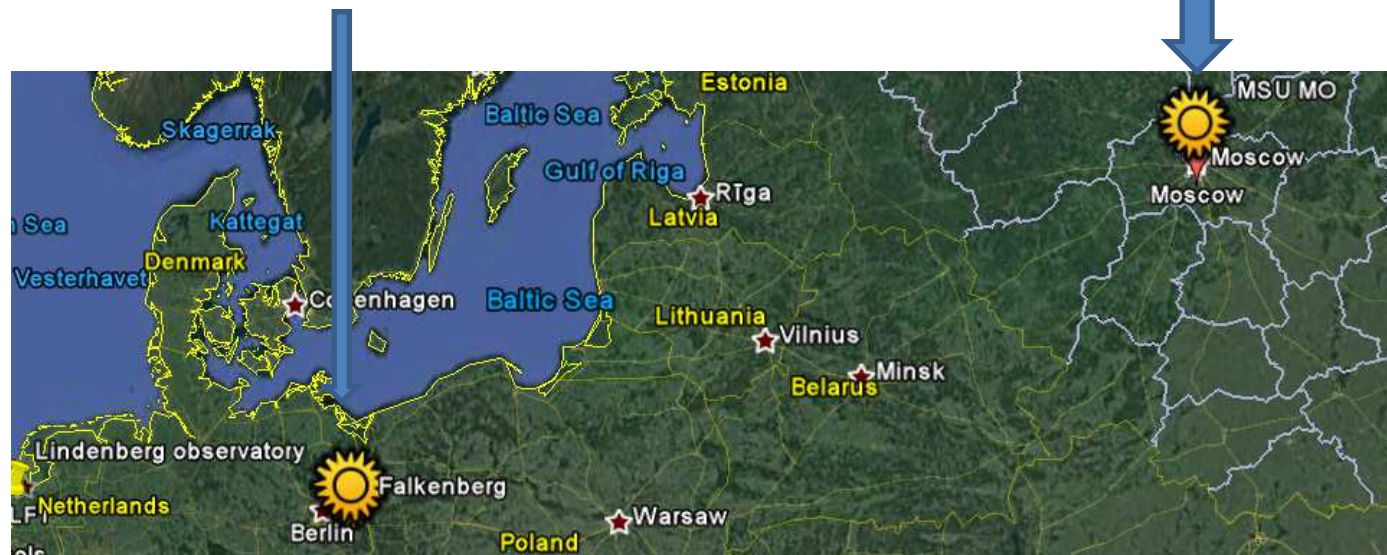 Estonia
MSU MO
Baltic Sea
Skagerrak
Moscow
Gulf of Riga
Rīga
Moscow
Latvia
Kattegat
Sea
Denmark
Vesterhavet
Copenhagen
Baltic Sea
Lithuania
Vilnius
Minsk
Belarus
Lindenberg observatory
Falkenberg
Netherlands
Warsaw
Berlin
Poland